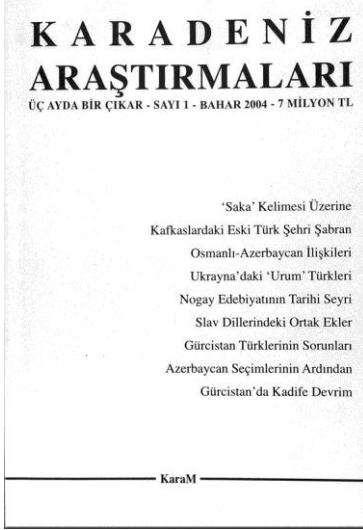 KARADENİZ
ARAŞTIRMALARI
ÜÇ AYDA BİR ÇIKAR - SAYI 1 - BAHAR 2004 - 7 MİLYON TL
'Saka' Kelimesi Üzerine
Kafkaslardaki Eski Türk Şehri Şabran
Osmanlı-Azerbaycan İlişkileri
Ukrayna'daki 'Urum' Türkleri
Nogay Edebiyatının Tarihi Seyri
Slav Dillerindeki Ortak Ekler
Gürcistan Türklerinin Sorunları
Azerbaycan Seçimlerinin Ardından
Gürcistan'da Kadife Devrim
KaraM